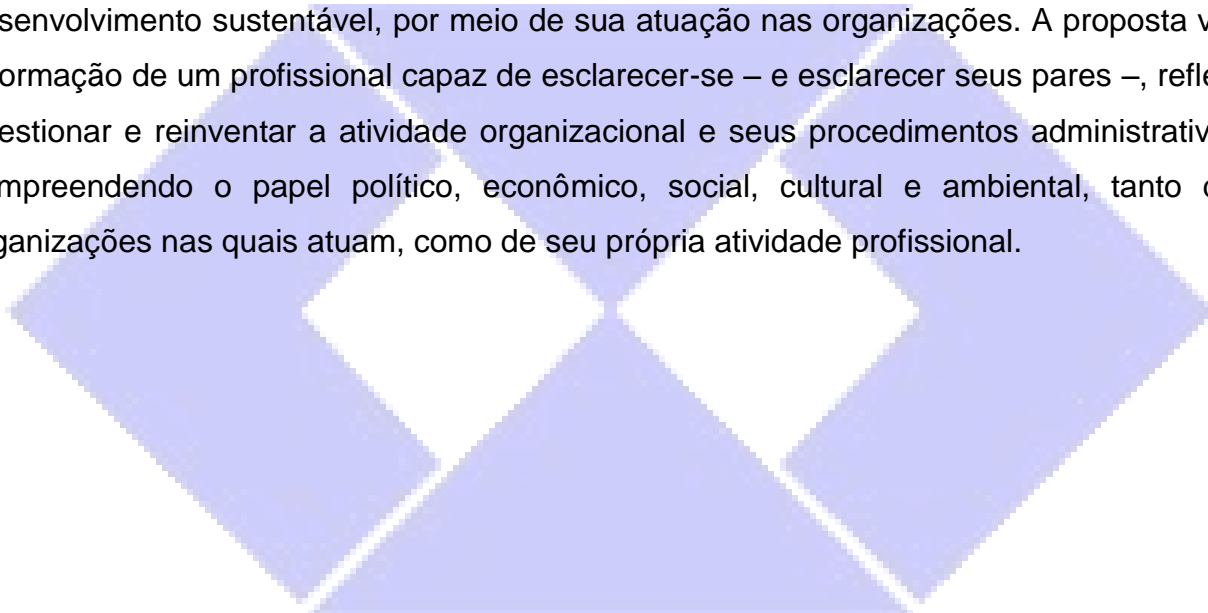 senvolvimento sustentável, por meio de sua atuação nas organizações. A proposta v
ormação de um profissional capaz de esclarecer-se – e esclarecer seus pares –, refle
estionar e reinventar a atividade organizacional e seus procedimentos administrativ
mpreendendo o papel político, econômico, social, cultural e ambiental, tanto d
ganizações nas quais atuam, como de seu própria atividade profissional.